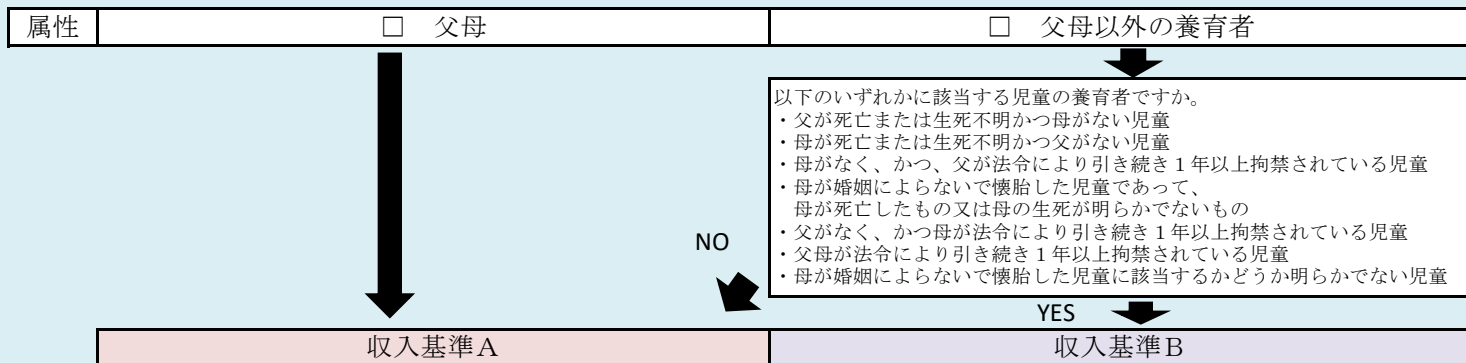 属性 □ 父母 □ 父母以外の養育者
以下のいずれかに該当する児童の養育者ですか。
・父が死亡または生死不明かつ母がない児童
・母が死亡または生死不明かつ父がない児童
・母がなく、かつ、父が法令により引き続き１年以上拘禁されている児童
・母が婚姻によらないで懐胎した児童であって、
母が死亡したもの又は母の生死が明らかでないもの
・父がなく、かつ母が法令により引き続き１年以上拘禁されている児童
・父母が法令により引き続き１年以上拘禁されている児童
・母が婚姻によらないで懐胎した児童に該当するかどうか明らかでない児童
NO
YES
収入基準Ａ 収入基準Ｂ